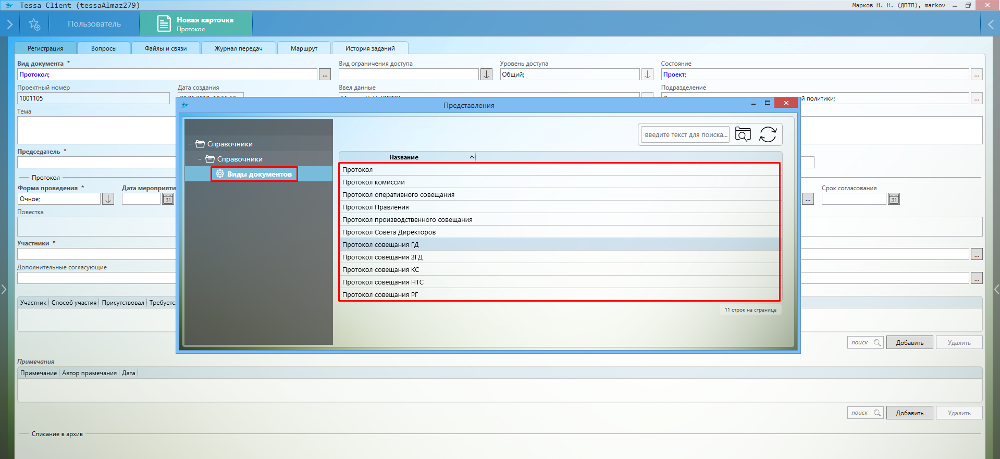 Tessa Client (tessaAlmaz279)
Марков Н. Н. (ДПТП), markov
Пользователь
Новая карточка
Протокол
Регистрация
Вопросы
Файлы и связи
Журнал передач
Маршрут
История заданий
Вид документа *
Вид ограничения доступа
Уровень доступа
Состояние
Протокол;
...
Общий;
Проект;
...
Проектный номер
Дата создания
Ввел данные
Подразделение
1001105
й политики;
...
Тема
Председатель *
Протокол
Форма проведения *
Дата мероприяти
Срок согласования
Очное;
31
...
31
Повестка
Участники *
...
Дополнительные согласующие
...
Участник
Способ участия
Присутствовал
Требуетс
поиск
Добавить
Удалить
Примечания
Примечание
Автор примечания
Дата
поиск
Добавить
Удалить
Списание в архив
Представления
Справочники
Справочники
Виды документов
введите текст для поиска...
Название
Протокол
Протокол комиссии
Протокол оперативного совещания
Протокол Правления
Протокол производственного совещания
Протокол Совета Директоров
Протокол совещания ГД
Протокол совещания ЗГД
Протокол совещания КС
Протокол совещания НТС
Протокол совещания РГ
11 строк на странице